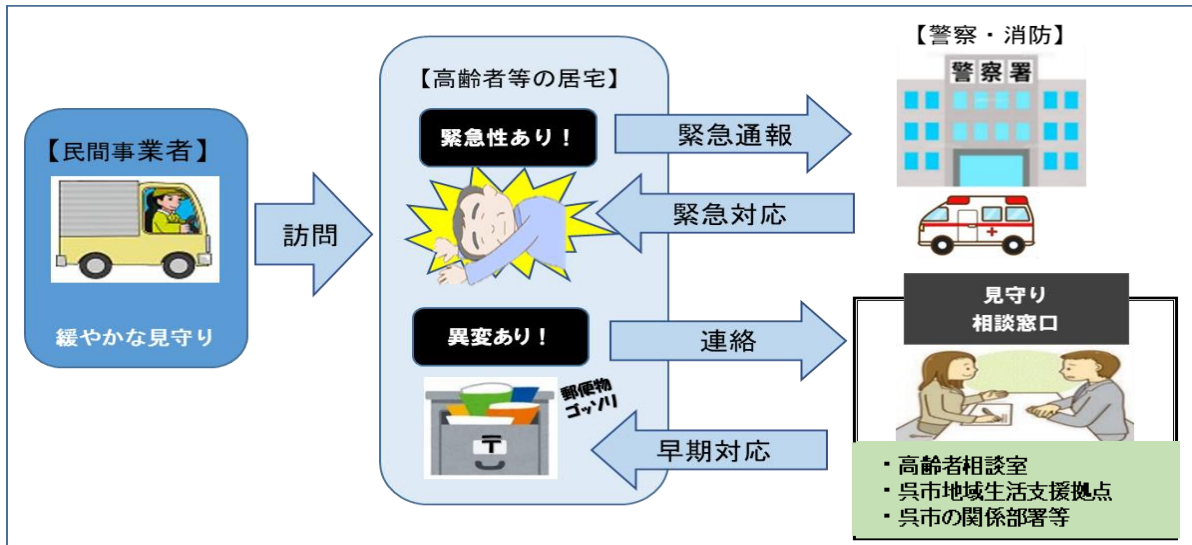 【民間事業者】
緩やかな見守り
訪問
【高齢者等の居宅】
緊急性あり！
異変あり！
郵便物
ゴッソリ
〒
緊急通報
緊急対応
連絡
早期対応
【警察・消防】
警察署
見守り
相談窓口
・高齢者相談室
・呉市地域生活支援拠点
・呉市の関係部署等